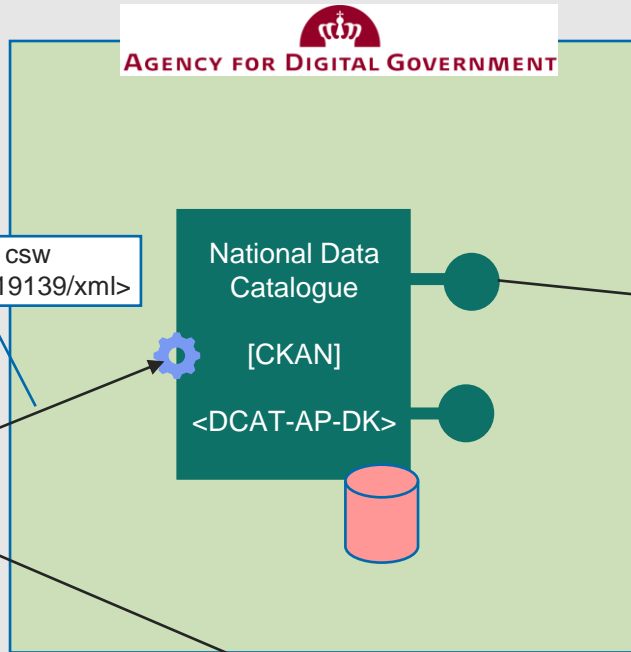 AGENCY FOR DIGITAL GOVERNMENT
csw
19139/xml>
National Data
Catalogue
[CKAN]
<DCAT-AP-DK>